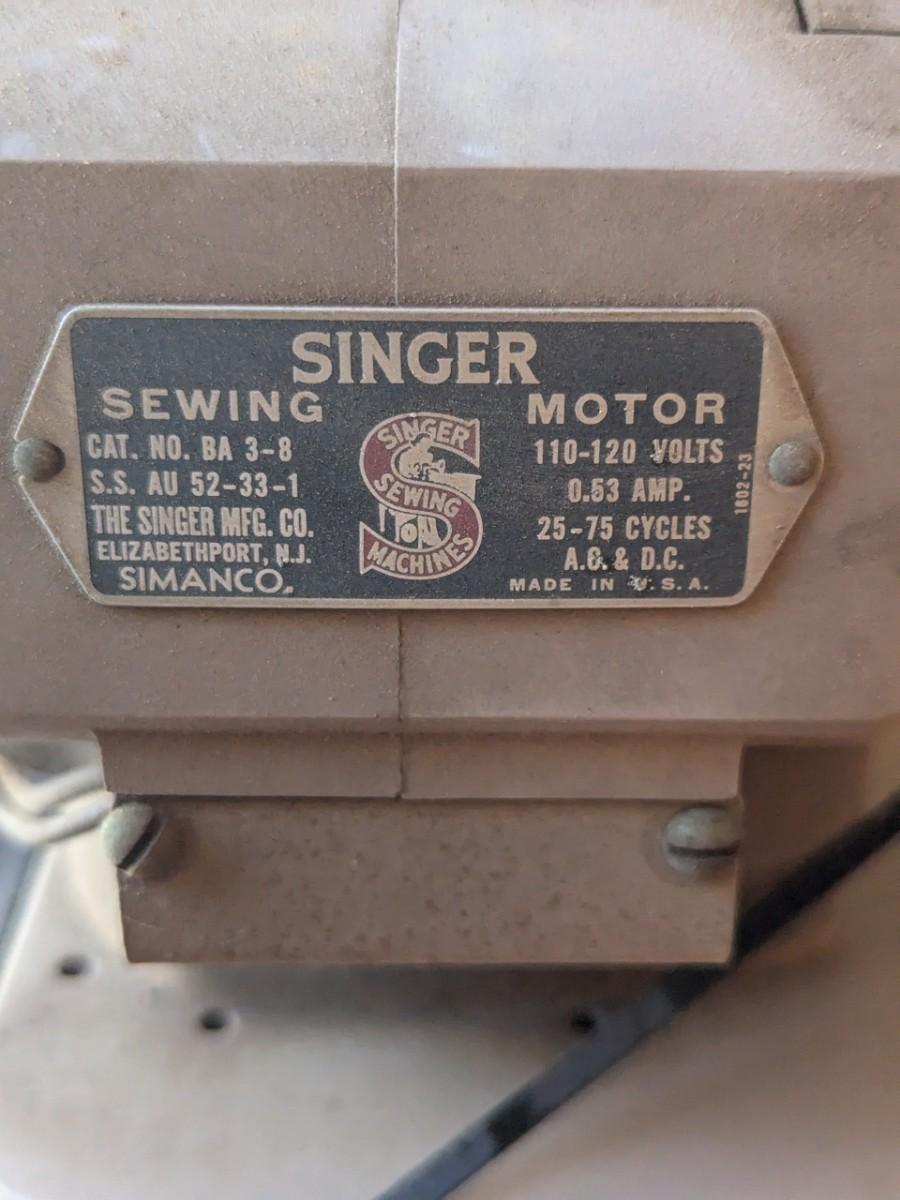 SINGER
SEWING MOTOR
CAT. NO. BA 3-8
S.S. AU 52-33-1
THE SINGER MFG. CO.
ELIZABETHPORT, N.J.
SIMANCO.
SINGER
SEWING
MACHINES
110-120 VOLTS
0.53 AMP.
25-75 CYCLES
A.C. & D.C.
MADE IN U.S.A.
1002-23